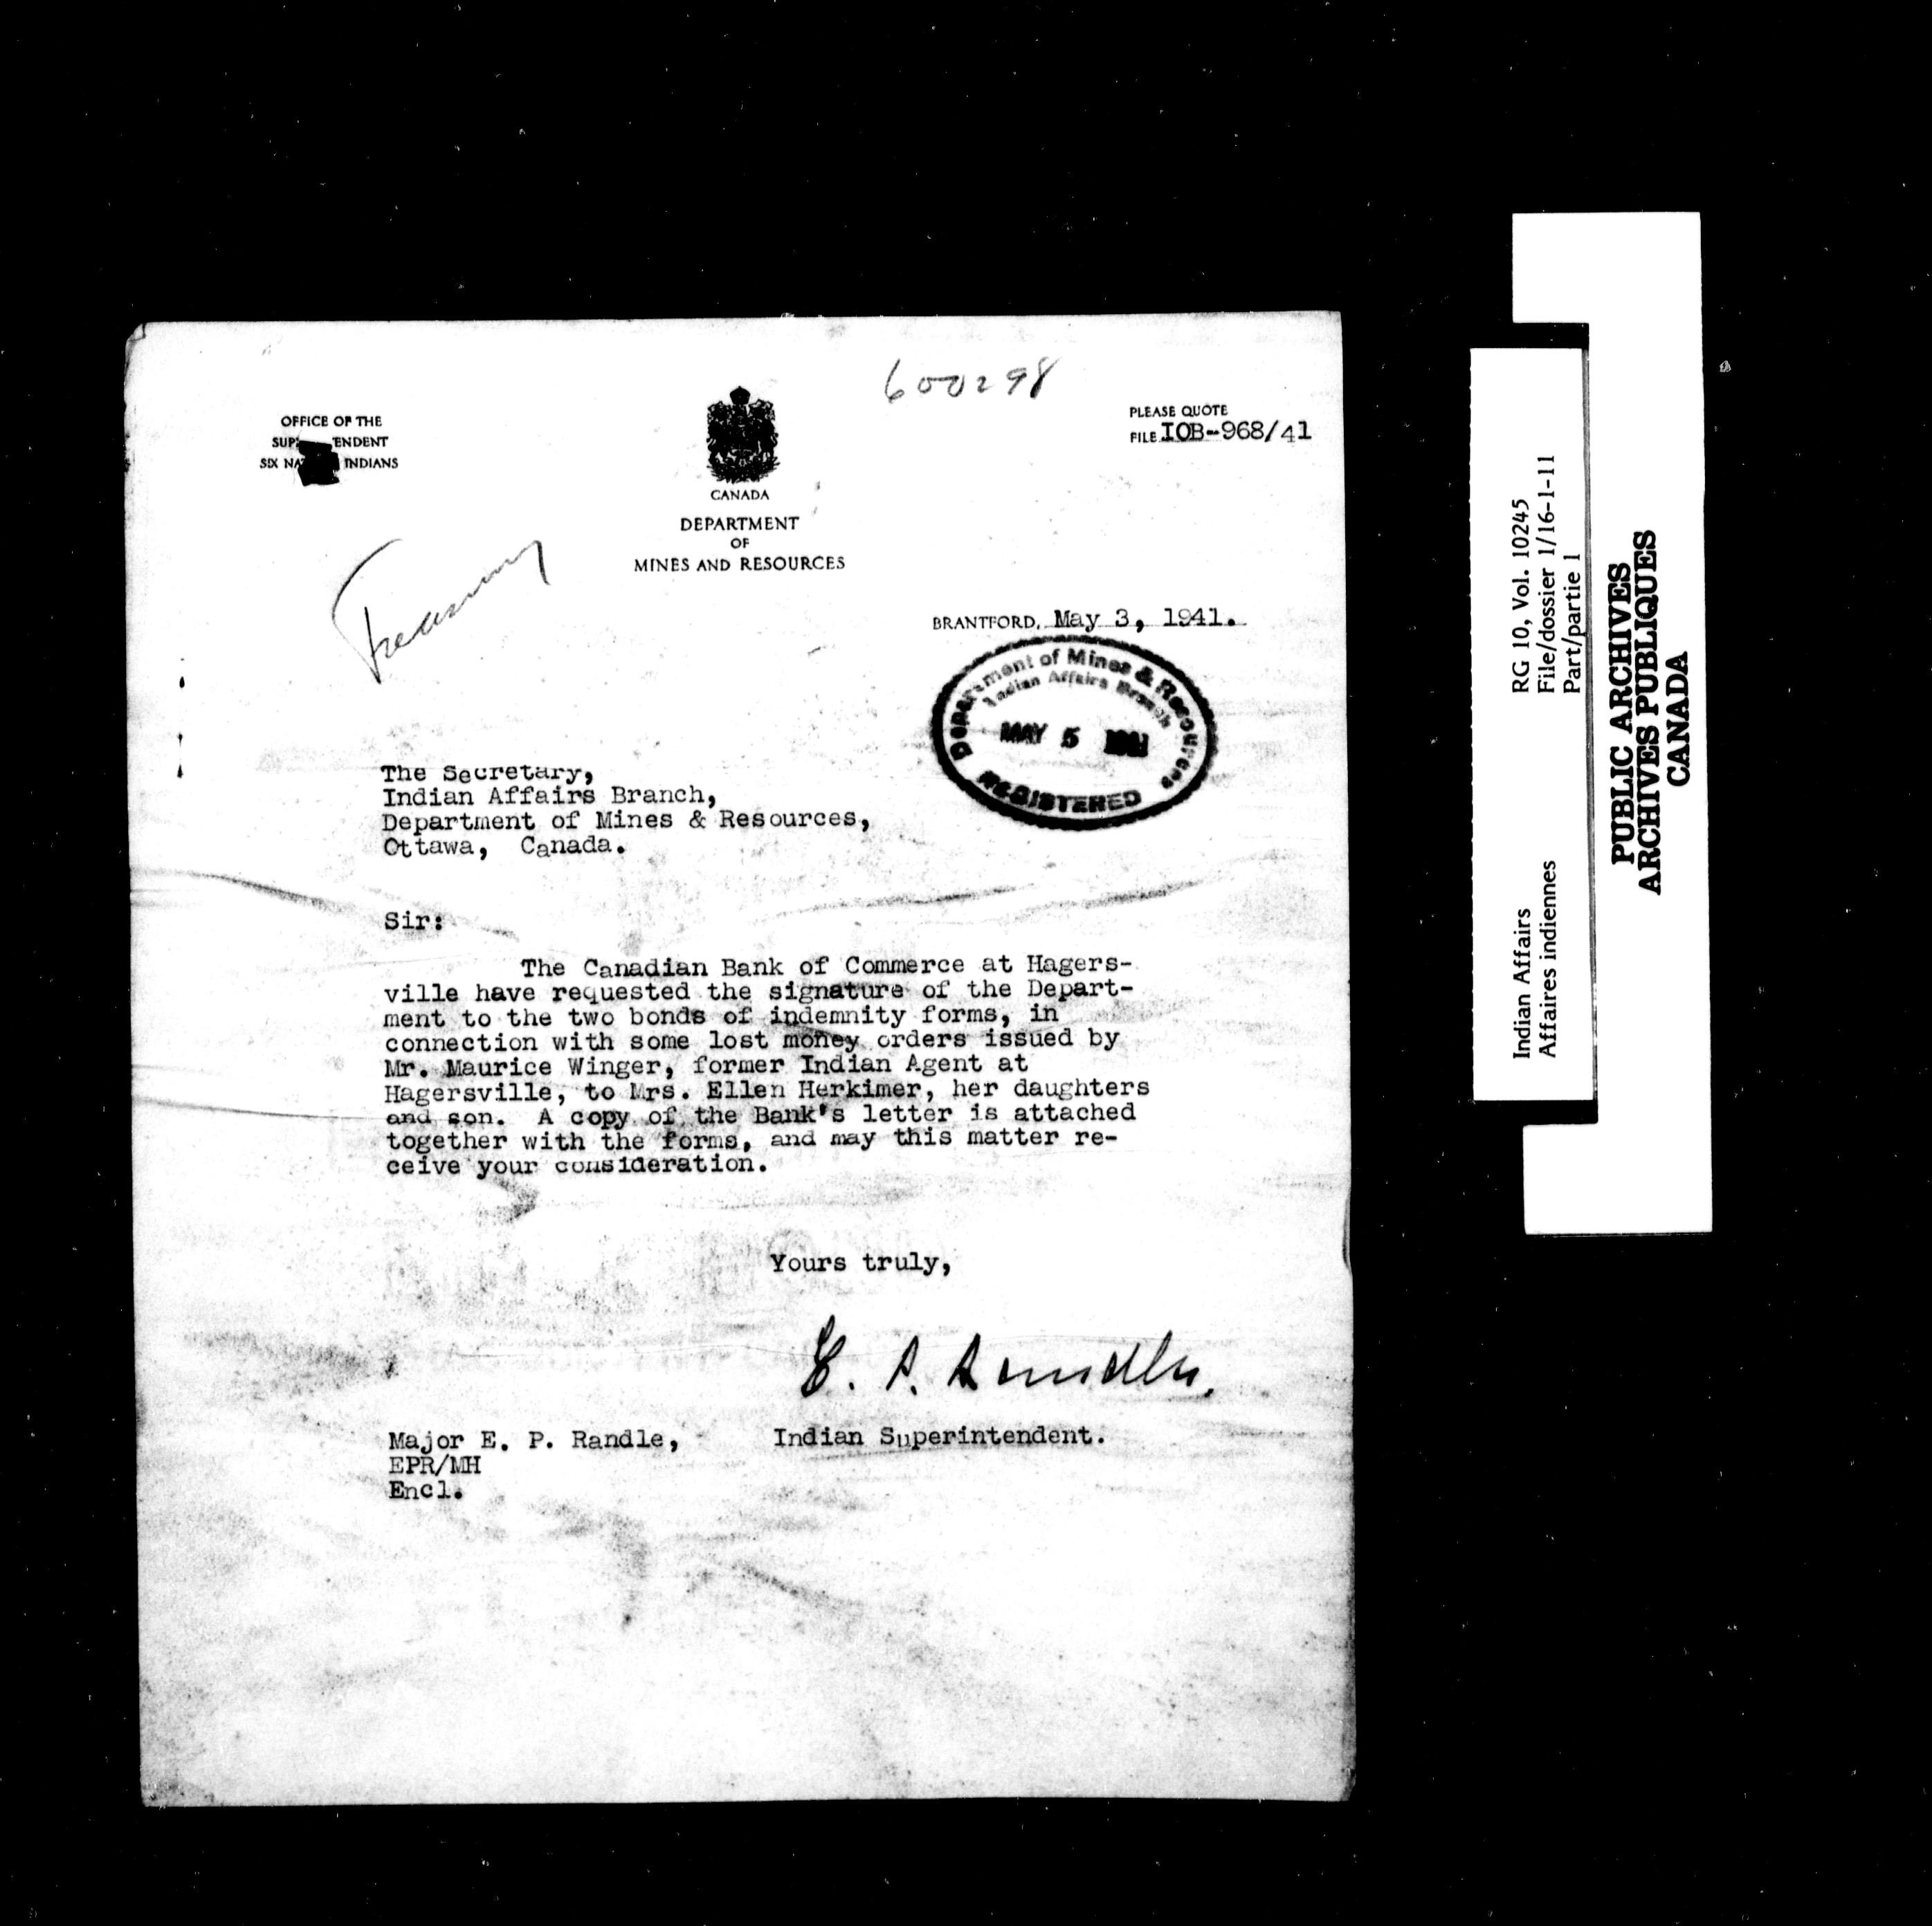 600298
OFFICE OF THE
SUP ENDENT
SIX NA INDIANS
CANADA
DEPARTMENT
OF
MINES AND RESOURCES
PLEASE QUOTE
FILE IOB-968/41
Treasury
BRANTFORD, May 3, 1941.
Department of Mines & Resources
Indian Affairs Branch
MAY 5 1941
REGISTERED
The Secretary,
Indian Affairs Branch,
Department of Mines & Resources,
Ottawa, Canada.
Sir:
The Canadian Bank of Commerce at Hagers-
ville have requested the signature of the Depart-
ment to the two bonds of indemnity forms, in
connection with some lost money orders issued by
Mr. Maurice Winger, former Indian Agent at
Hagersville, to Mrs. Ellen Herkimer, her daughters
and son. A copy of the Bank's letter is attached
together with the forms, and may this matter re-
ceive your consideration.
Yours truly,
E. P. Randle.
Major E. P. Randle, Indian Superintendent.
EPR/MH
Encl.
Indian Affairs RG 10, Vol. 10245
Affaires indiennes File/dossier 1/16-1-11
Part/partie 1
PUBLIC ARCHIVES
ARCHIVES PUBLIQUES
CANADA